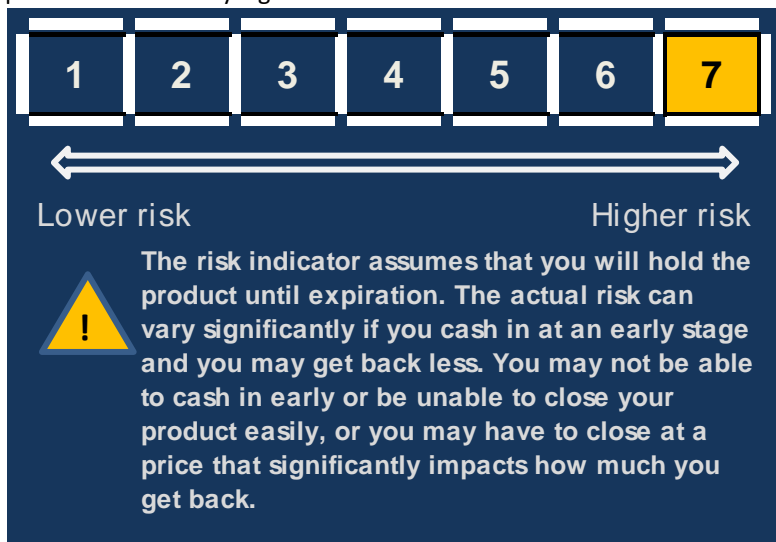 1 2 3 4 5 6 7
Lower risk Higher risk
The risk indicator assumes that you will hold the
! product until expiration. The actual risk can
vary significantly if you cash in at an early stage
and you may get back less. You may not be able
to cash in early or be unable to close your
product easily, or you may have to close at a
price that significantly impacts how much you
get back.